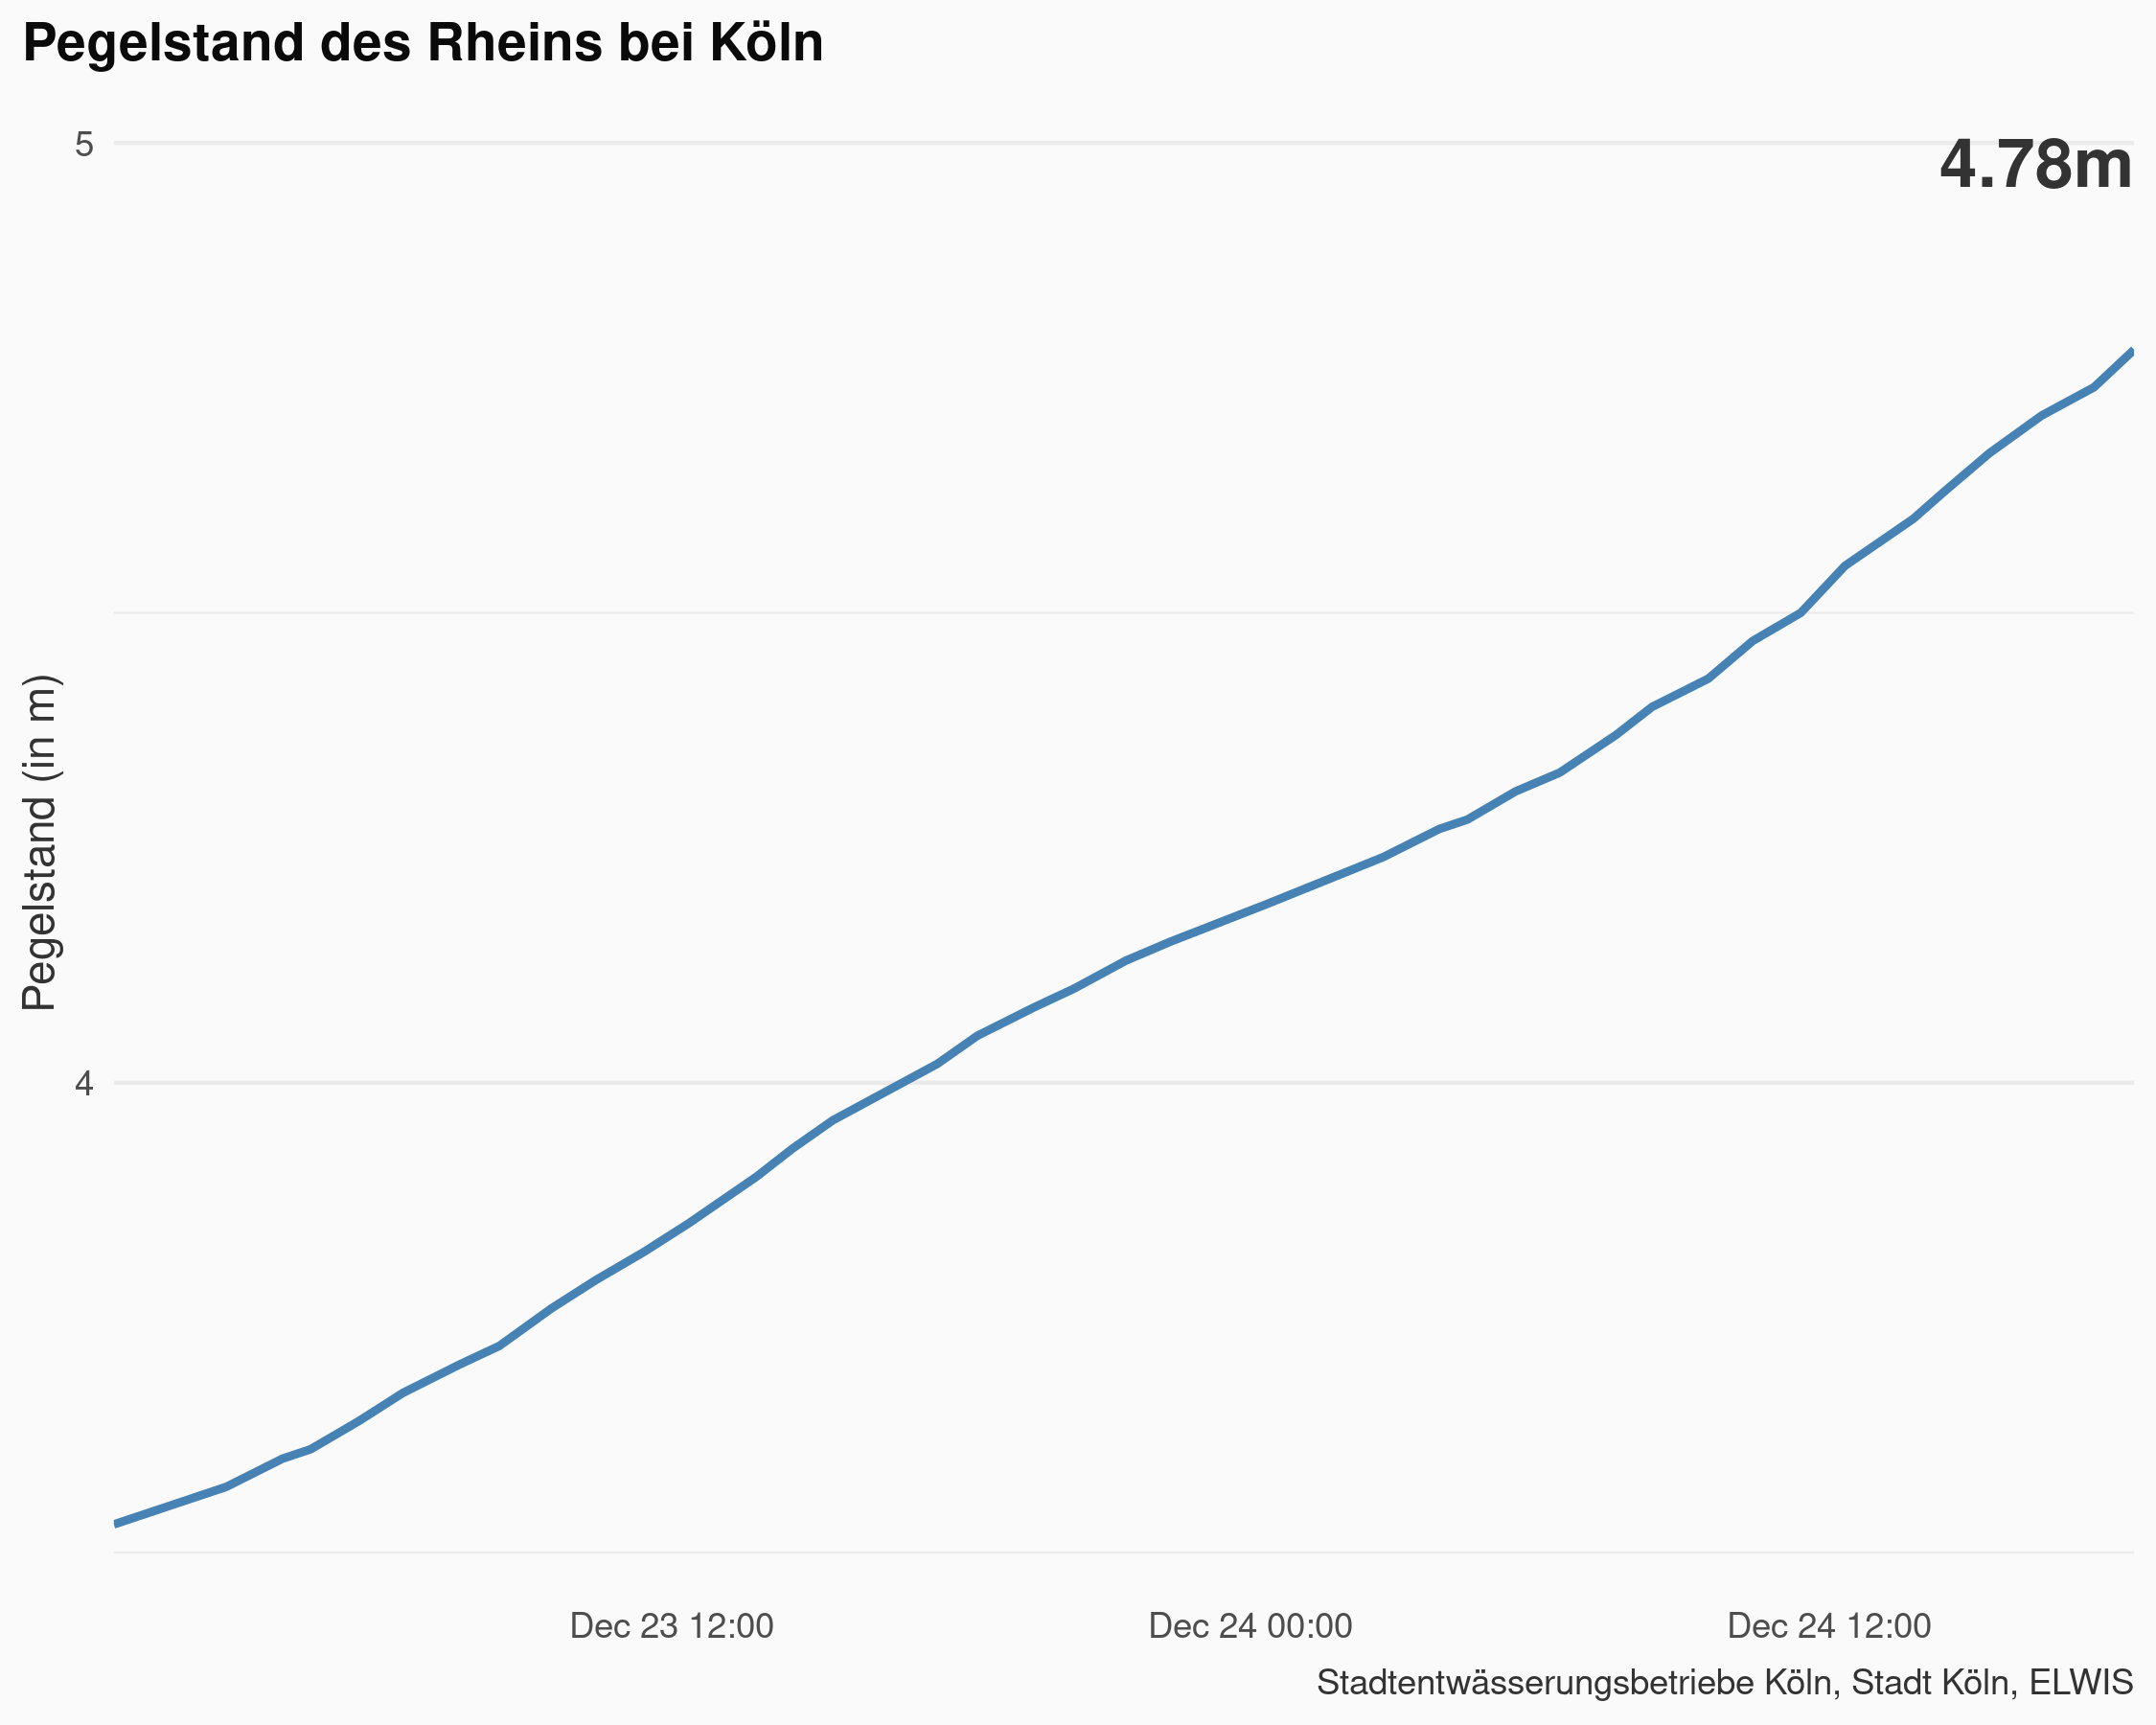 Pegelstand des Rheins bei Köln
5
4.78m
Pegelstand (in m)
4
Dec 23 12:00
Dec 24 00:00
Dec 24 12:00
Stadtentwässerungsbetriebe Köln, Stadt Köln, ELWIS